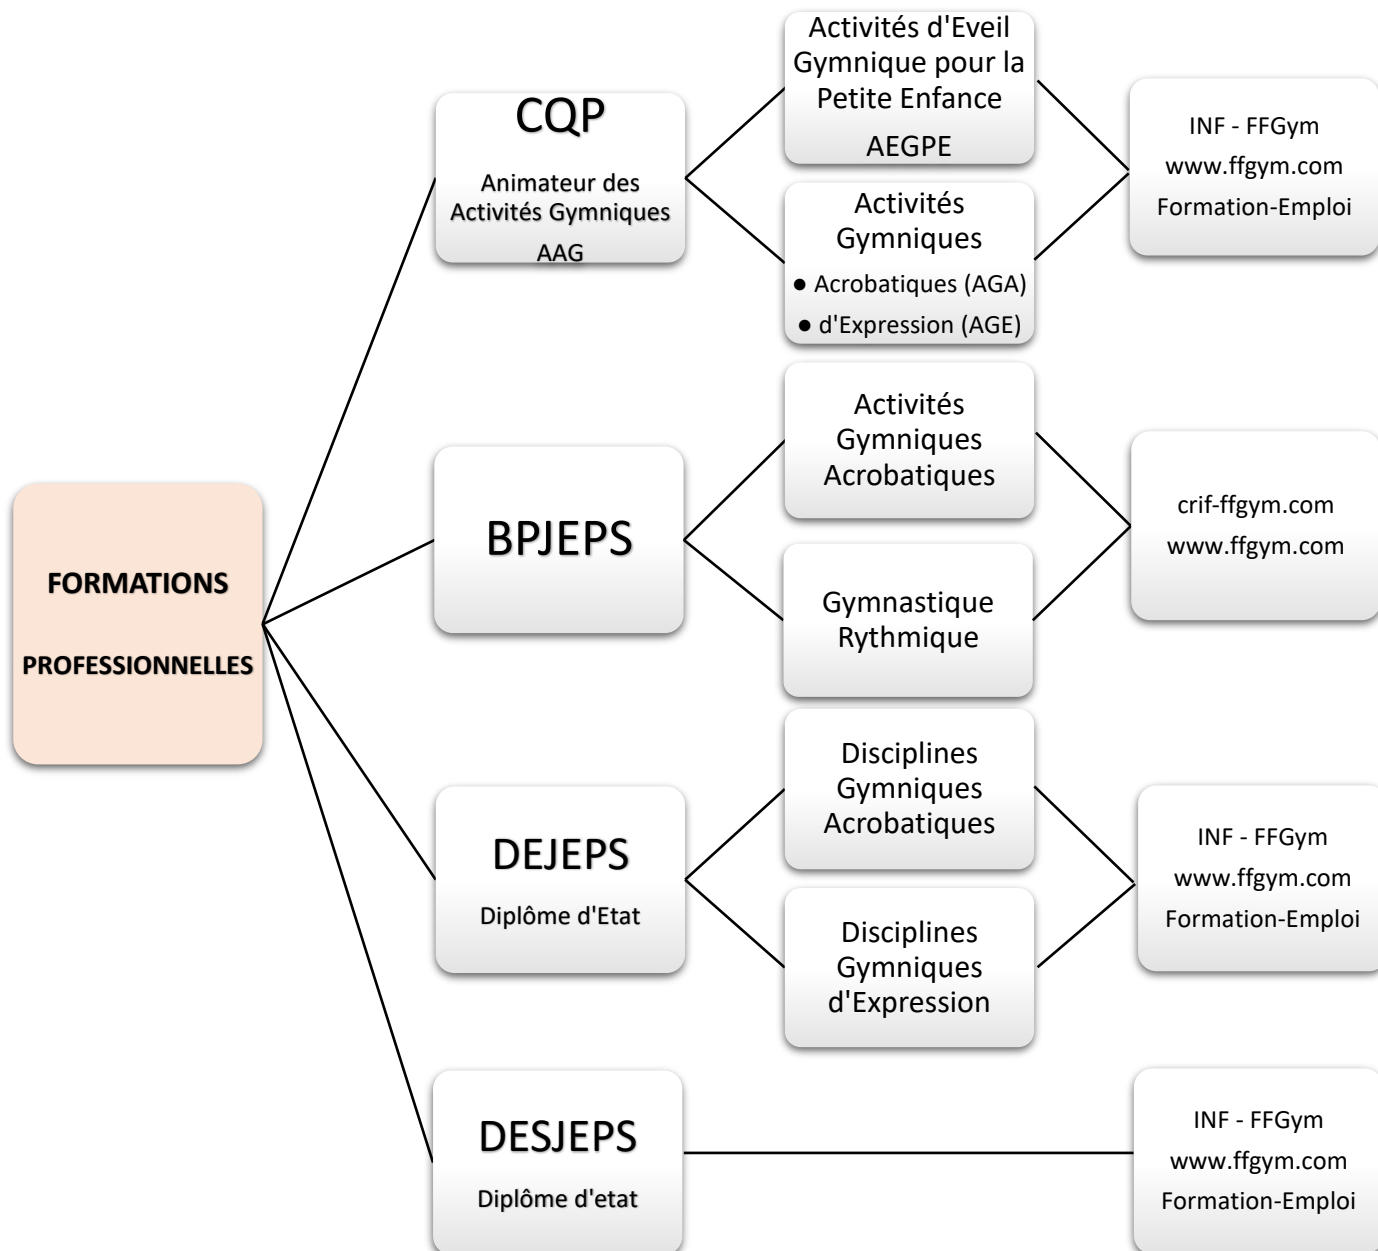 FORMATIONS
PROFESSIONNELLES
CQP
Animateur des
Activités Gymniques
AAG
Activités d'Eveil
Gymnique pour la
Petite Enfance
AEGPE
Activités
Gymniques
● Acrobatiques (AGA)
● d'Expression (AGE)
INF - FFGym
www.ffgym.com
Formation-Emploi
BPJEPS
Activités
Gymniques
Acrobatiques
Gymnastique
Rythmique
crif-ffgym.com
www.ffgym.com
DEJEPS
Diplôme d'Etat
Disciplines
Gymniques
Acrobatiques
Disciplines
Gymniques
d'Expression
INF - FFGym
www.ffgym.com
Formation-Emploi
DESJEPS
Diplôme d'etat
INF - FFGym
www.ffgym.com
Formation-Emploi